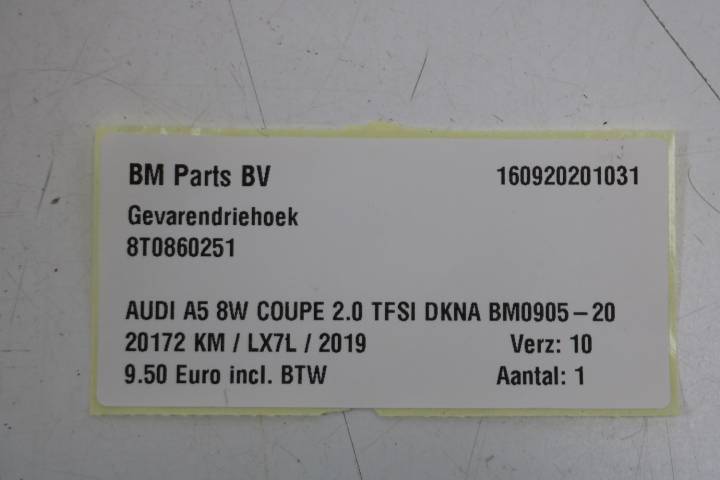 BM Parts BV 160920201031
Gevarendriehoek
8T0860251
AUDI A5 8W COUPE 2.0 TFSI DKNA BM0905-20
20172 KM / LX7L / 2019 Verz: 10
9.50 Euro incl. BTW Aantal: 1